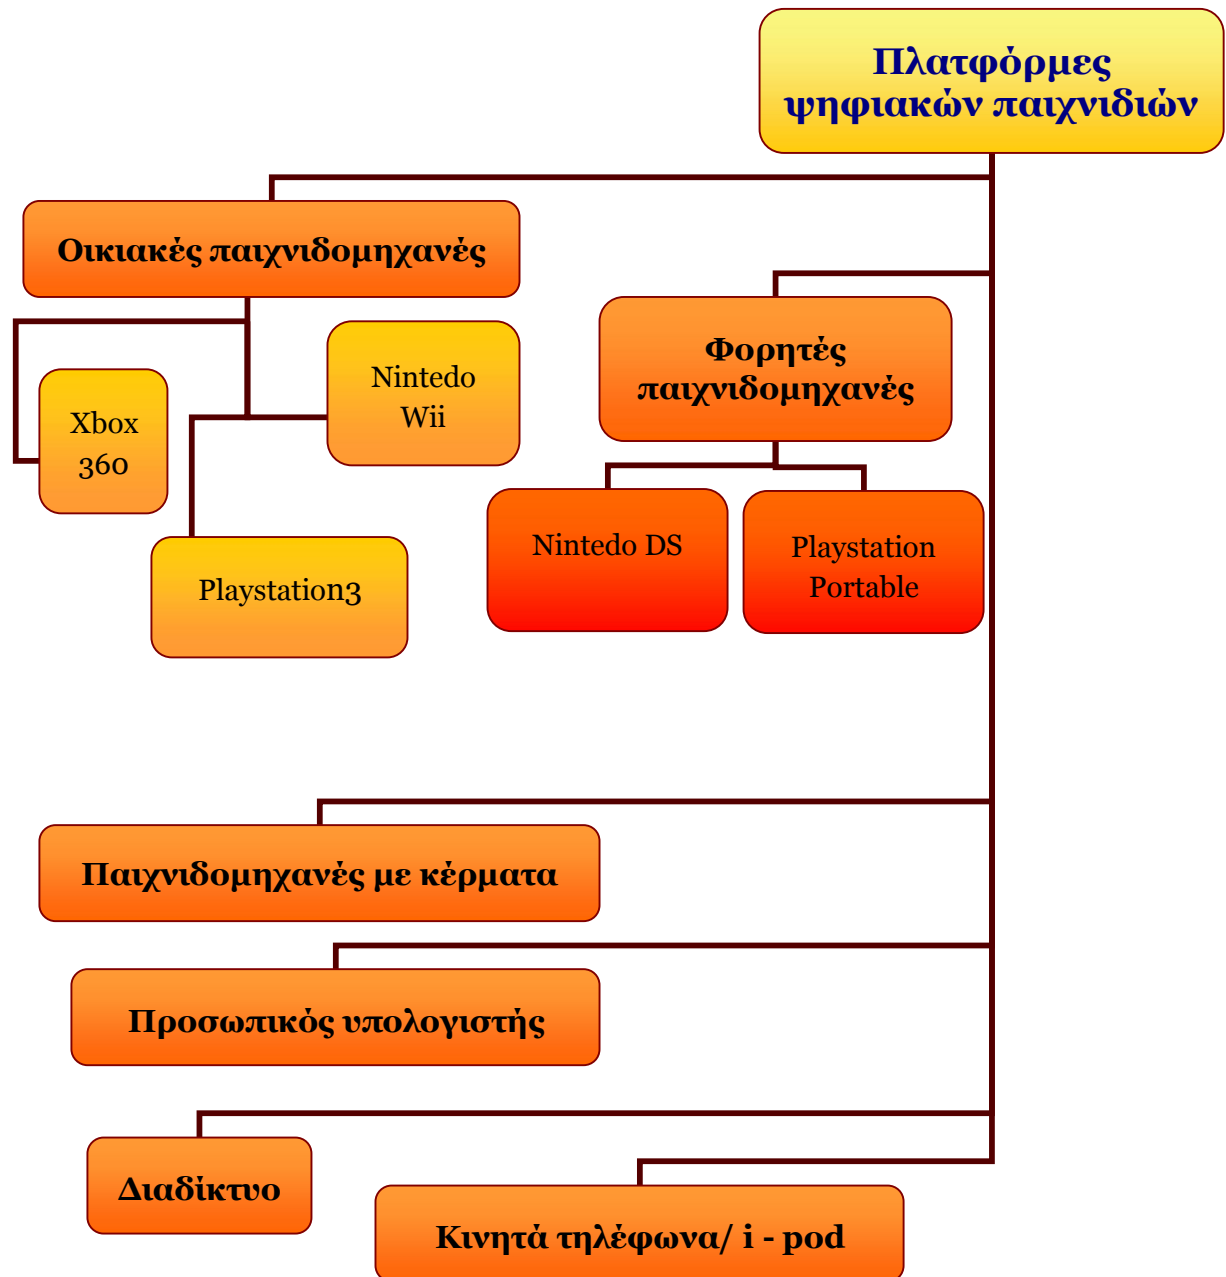 Πλατφόρμες
ψηφιακών παιχνιδιών
Οικιακές παιχνιδομηχανές
Φορητές
παιχνιδομηχανές
Nintedo
Wii
Xbox
360
Playstation3
Nintedo DS
Playstation
Portable
Παιχνιδομηχανές με κέρματα
Προσωπικός υπολογιστής
Διαδίκτυο
Κινητά τηλέφωνα/ i - pod